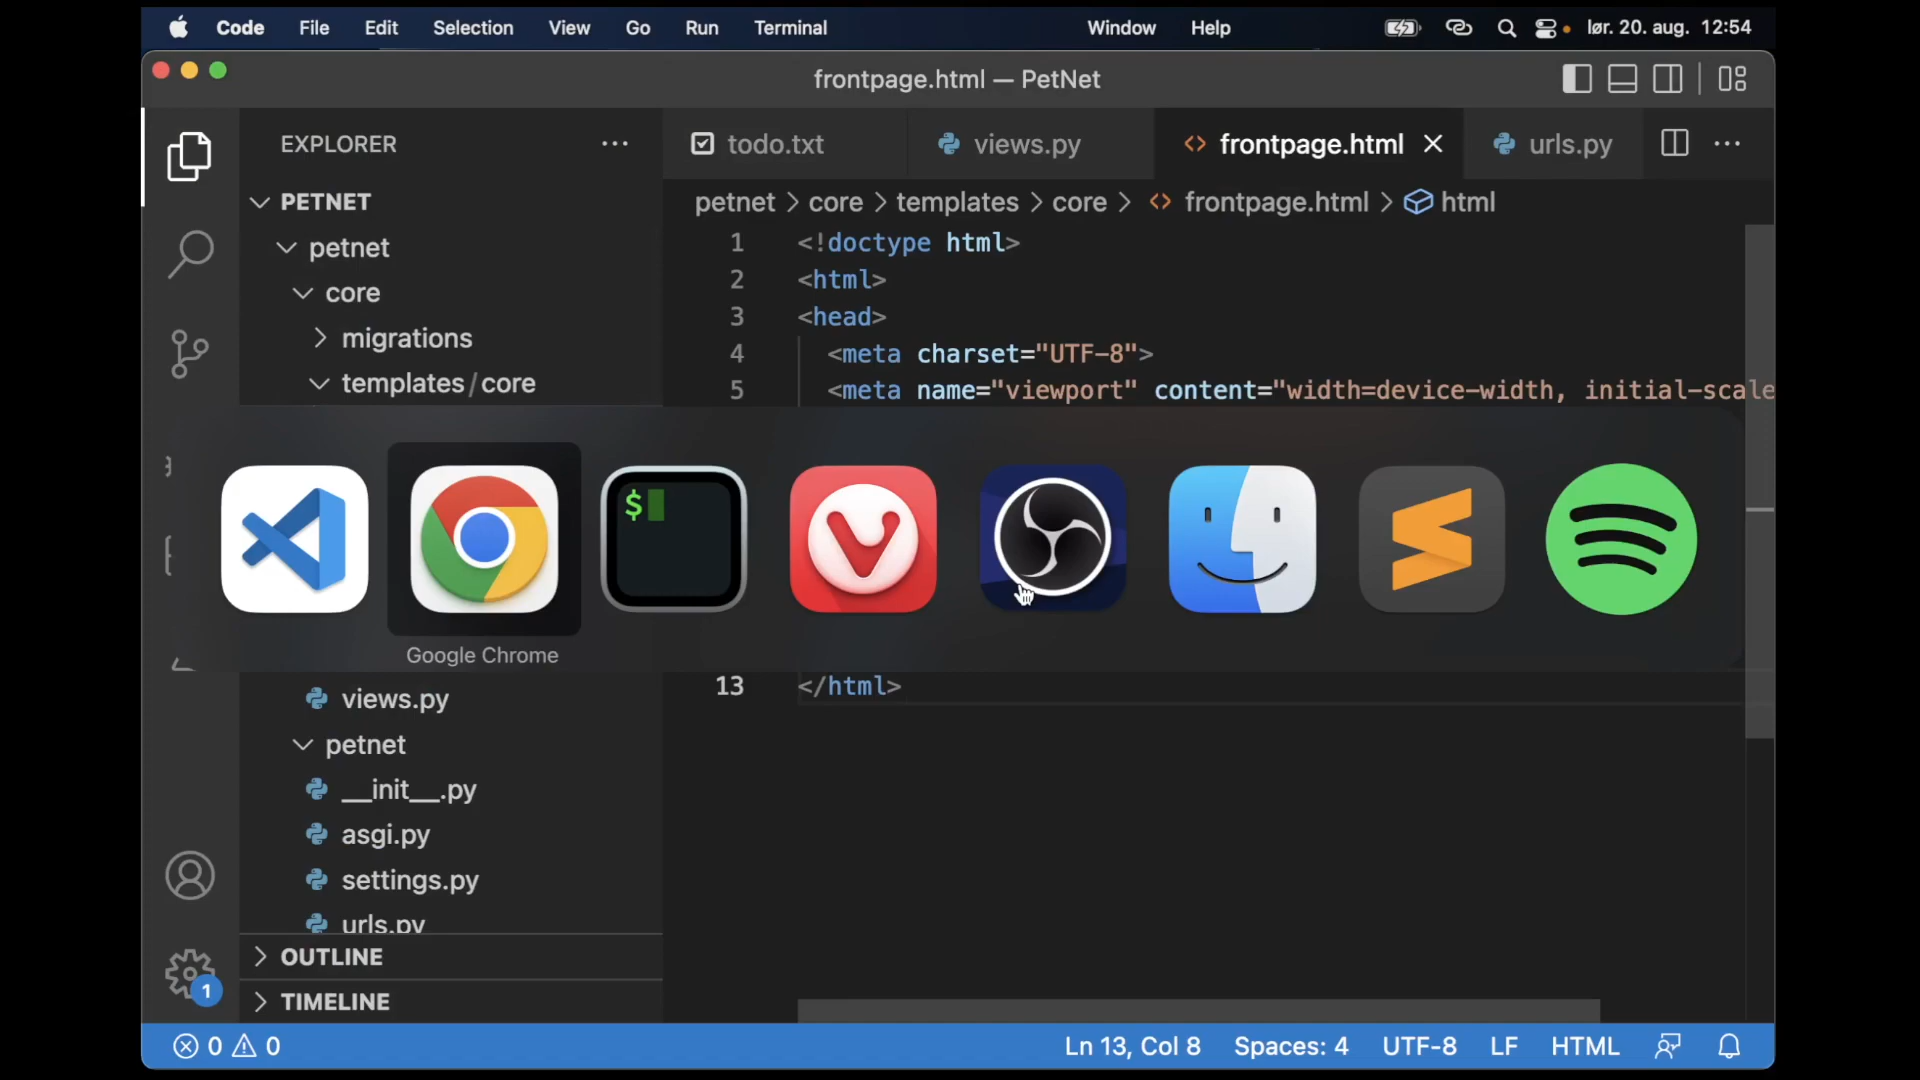 Code File Edit Selection View Go Run Terminal Window Help lør. 20. aug. 12:54
frontpage.html — PetNet
EXPLORER
todo.txt views.py frontpage.html urls.py
PETNET
petnet > core > templates > core > frontpage.html > html
petnet
core
migrations
templates/core
1 <!doctype html>
2 <html>
3 <head>
4 <meta charset="UTF-8">
5 <meta name="viewport" content="width=device-width, initial-scale
$
Google Chrome
13 </html>
views.py
petnet
__init__.py
asgi.py
settings.py
urls.py
OUTLINE
TIMELINE
1
0 0 Ln 13, Col 8 Spaces: 4 UTF-8 LF HTML